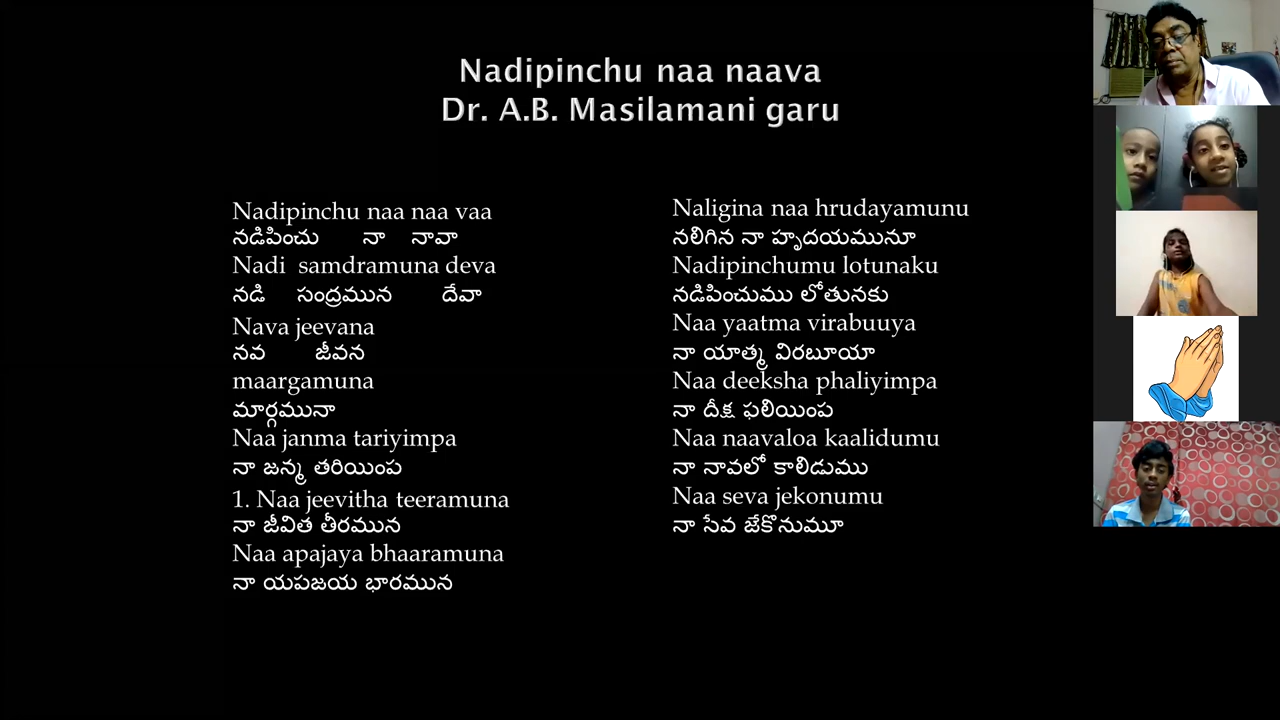 Nadipinchu naa naava
Dr. A.B. Masilamani garu
Nadipinchu naa naa vaa
నడిపించు నా నావా
Nadi samdramuna deva
నడి సంద్రమున దేవా
Nava jeevana
నవ జీవన
maargamuna
మార్గమునా
Naa janma tariyimpa
నా జన్మ తరియింప
1. Naa jeevitha teeramuna
నా జీవిత తీరమున
Naa apajaya bhaaramuna
నా యపజయ భారమున
Naligina naa hrudayamunu
నలిగిన నా హృదయమునూ
Nadipinchumu lotunaku
నడిపించుము లోతునకు
Naa yaatma virabuuya
నా యాత్మ విరబూయా
Naa deeksha phaliyimpa
నా దీక్ష ఫలియింప
Naa naavaloa kaalidumu
నా నావలో కాలిడుము
Naa seva jekonumu
నా సేవ జేకొనుమూ